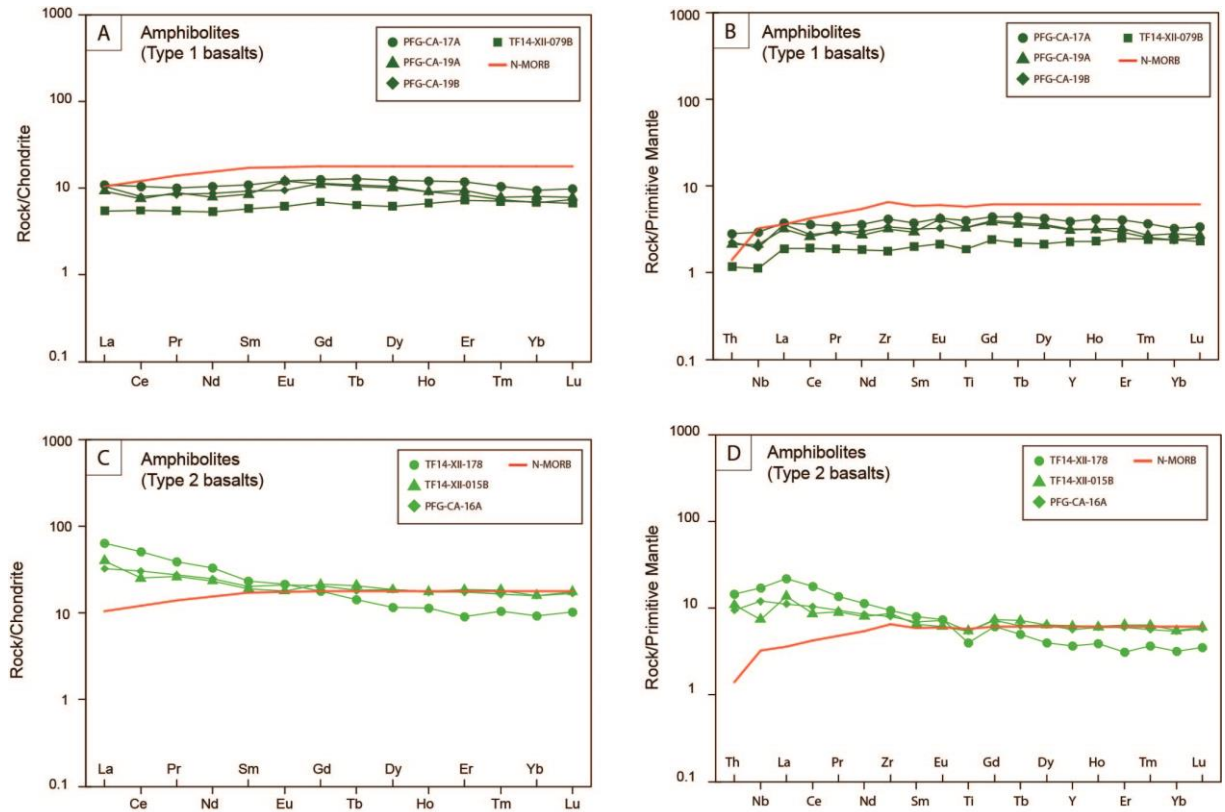 A
Amphibolites
(Type 1 basalts)
PFG-CA-17A
TF14-XII-079B
PFG-CA-19A
N-MORB
PFG-CA-19B
Rock/Chondrite
1000
100
10
1
0.1
La
Pr
Sm
Gd
Dy
Er
Yb
Ce
Nd
Eu
Tb
Ho
Tm
Lu
B
Amphibolites
(Type 1 basalts)
PFG-CA-17A
TF14-XII-079B
PFG-CA-19A
N-MORB
PFG-CA-19B
Rock/Primitive Mantle
1000
100
10
1
0.1
Th
La
Pr
Zr
Eu
Gd
Dy
Ho
Tm
Lu
Nb
Ce
Nd
Sm
Ti
Tb
Y
Er
Yb
C
Amphibolites
(Type 2 basalts)
TF14-XII-178
N-MORB
TF14-XII-015B
PFG-CA-16A
Rock/Chondrite
1000
100
10
1
0.1
La
Pr
Sm
Gd
Dy
Er
Yb
Ce
Nd
Eu
Tb
Ho
Tm
Lu
D
Amphibolites
(Type 2 basalts)
TF14-XII-178
N-MORB
TF14-XII-015B
PFG-CA-16A
Rock/Primitive Mantle
1000
100
10
1
0.1
Th
La
Pr
Zr
Eu
Gd
Dy
Ho
Tm
Lu
Nb
Ce
Nd
Sm
Ti
Tb
Y
Er
Yb